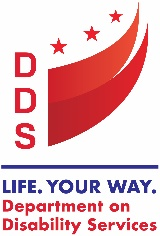 DDS
LIFE. YOUR WAY.
Department on
Disability Services